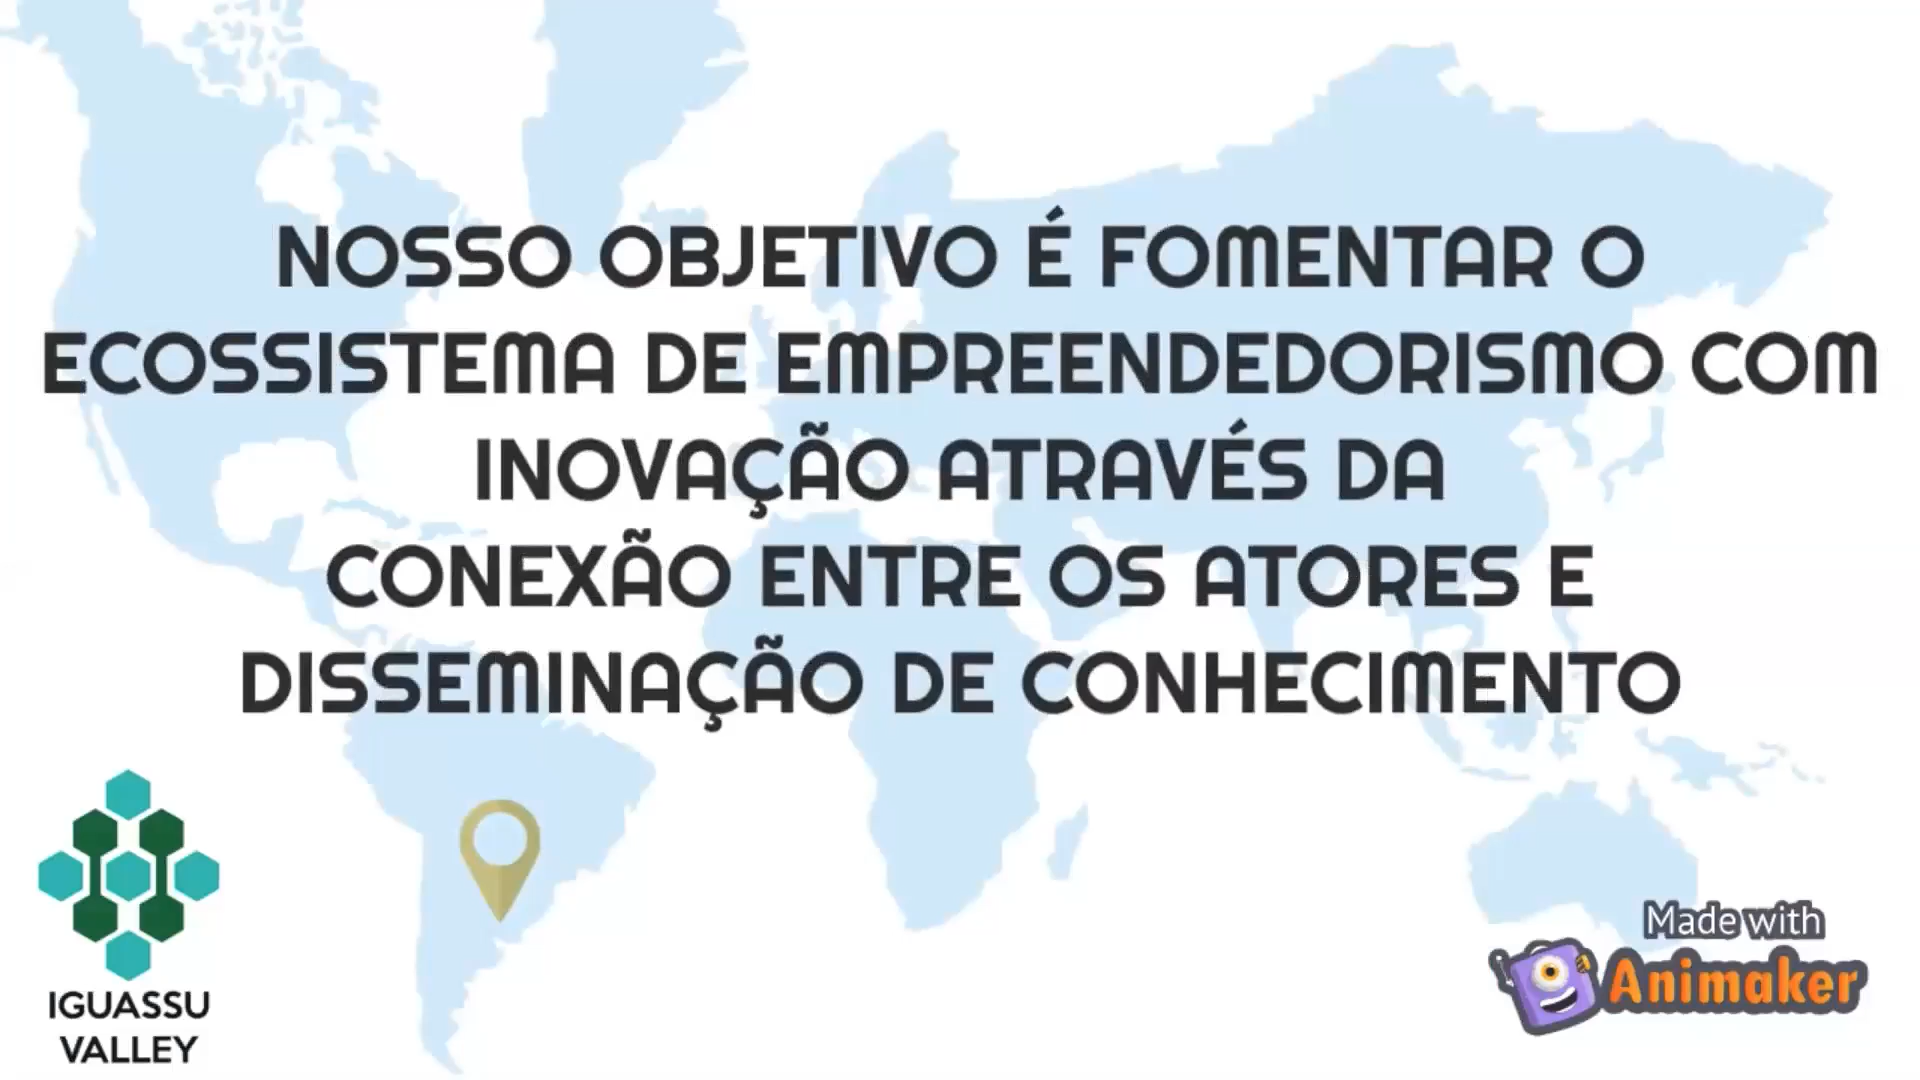 NOSSO OBJETIVO É FOMENTAR O
ECOSSISTEMA DE EMPREENDEDORISMO COM
INOVAÇÃO ATRAVÉS DA
CONEXÃO ENTRE OS ATORES E
DISSEMINAÇÃO DE CONHECIMENTO
IGUASSU
VALLEY
Made with
Animaker